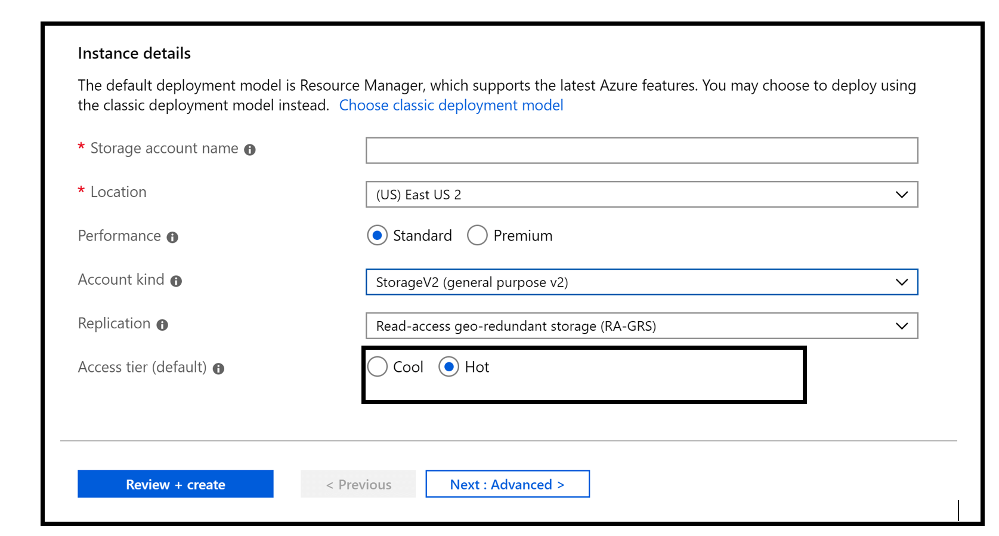 Instance details
The default deployment model is Resource Manager, which supports the latest Azure features. You may choose to deploy using
the classic deployment model instead. Choose classic deployment model
* Storage account name
* Location
(US) East US 2
Performance
Standard Premium
Account kind
StorageV2 (general purpose v2)
Replication
Read-access geo-redundant storage (RA-GRS)
Access tier (default)
Cool Hot
Review + create
< Previous
Next : Advanced >